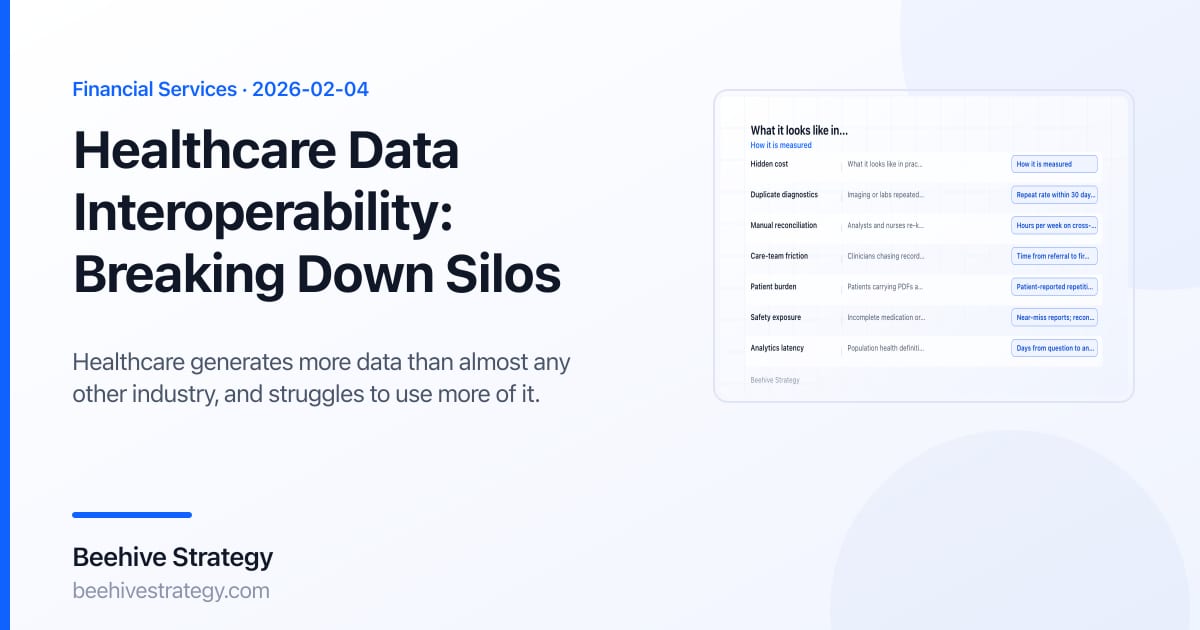 Financial Services · 2026-02-04
Healthcare Data
Interoperability:
Breaking Down Silos
Healthcare generates more data than almost any
other industry, and struggles to use more of it.
Beehive Strategy
beehivestrategy.com
What it looks like in...
How it is measured
Hidden cost What it looks like in prac... How it is measured
Duplicate diagnostics Imaging or labs repeated... Repeat rate within 30 day...
Manual reconciliation Analysts and nurses re-k... Hours per week on cross-...
Care-team friction Clinicians chasing record... Time from referral to fir...
Patient burden Patients carrying PDFs a... Patient-reported repetiti...
Safety exposure Incomplete medication or... Near-miss reports; recon...
Analytics latency Population health definiti... Days from question to an...
Beehive Strategy